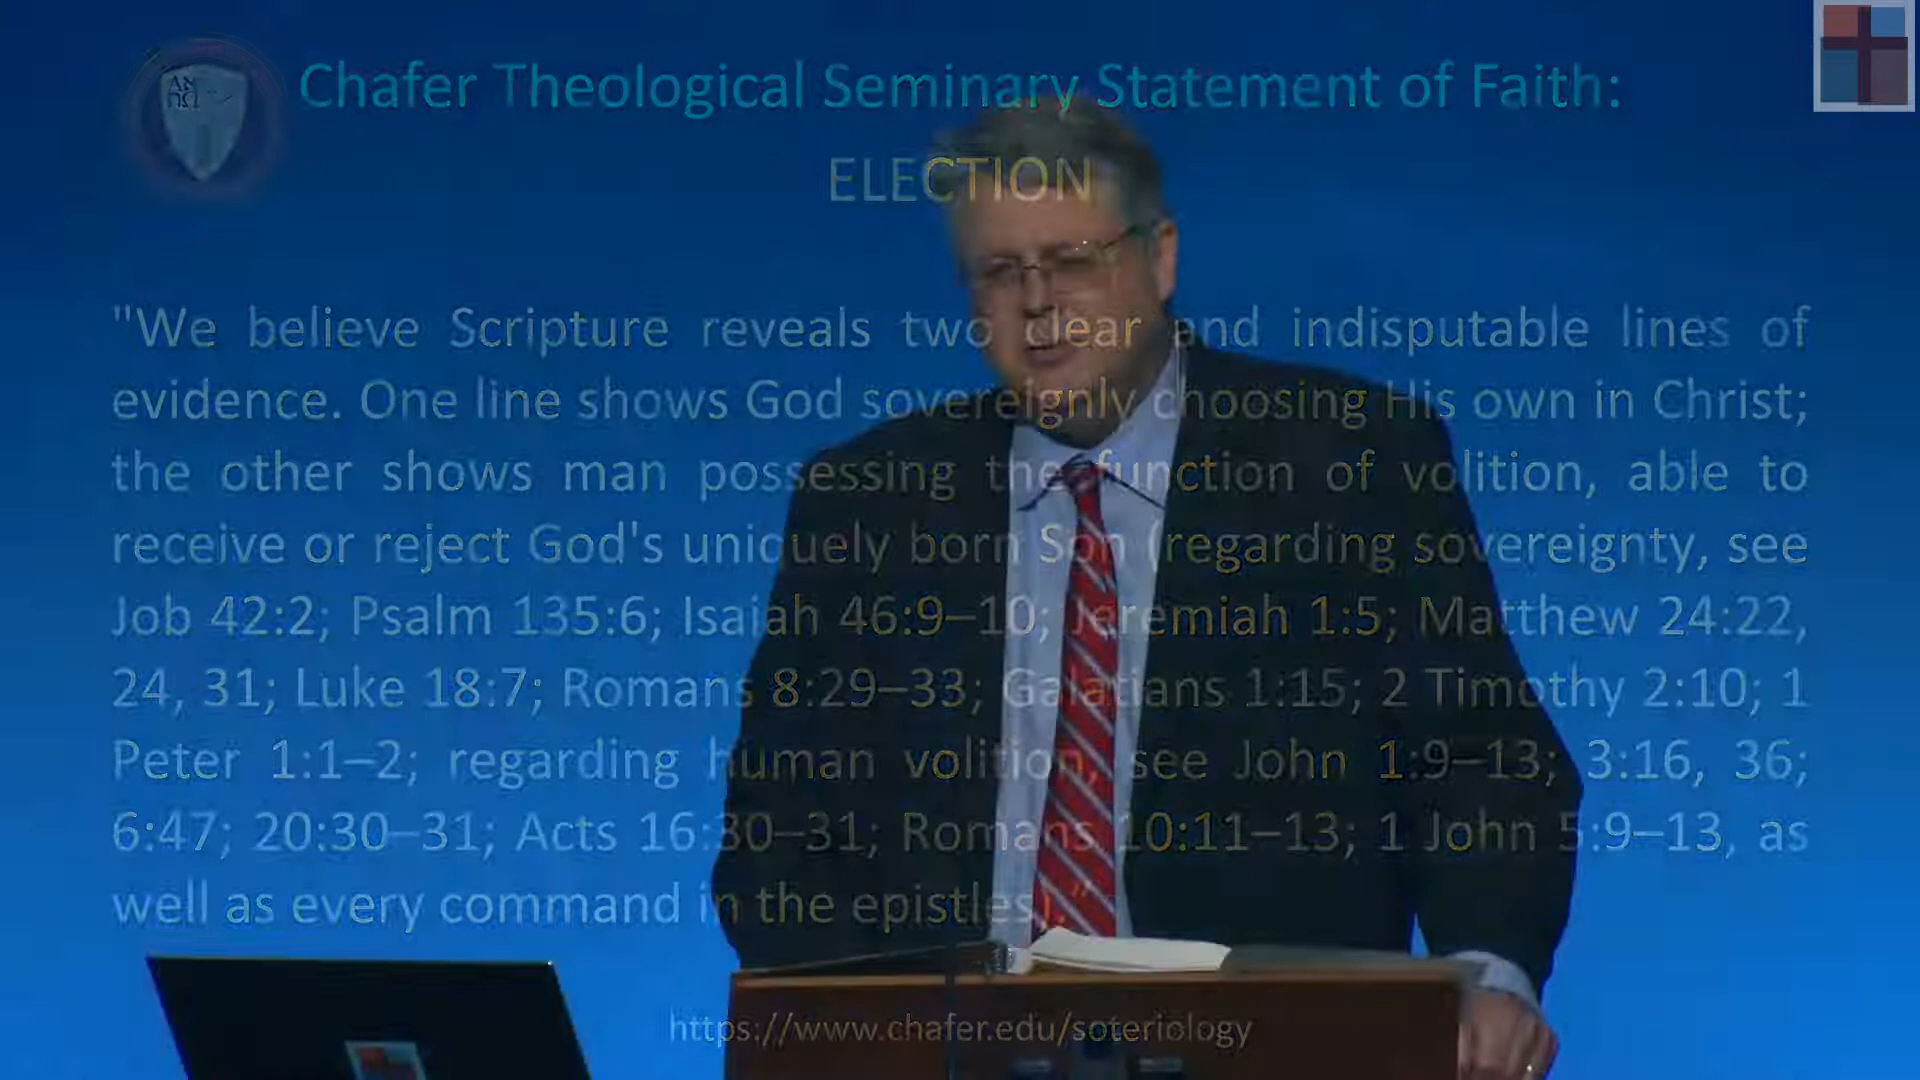 Chafer Theological Seminary Statement of Faith:
ELECTION
"We believe Scripture reveals two clear and indisputable lines of
evidence. One line shows God sovereignly choosing His own in Christ;
the other shows man possessing the function of volition, able to
receive or reject God's uniquely born Son (regarding sovereignty, see
Job 42:2; Psalm 135:6; Isaiah 46:9–10; Jeremiah 1:5; Matthew 24:22,
24, 31; Luke 18:7; Romans 8:29–33; Galatians 1:15; 2 Timothy 2:10; 1
Peter 1:1–2; regarding human volition, see John 1:9–13; 3:16, 36;
6:47; 20:30–31; Acts 16:30–31; Romans 10:11–13; 1 John 5:9–13, as
well as every command in the epistles)."
https://www.chafer.edu/soteriology